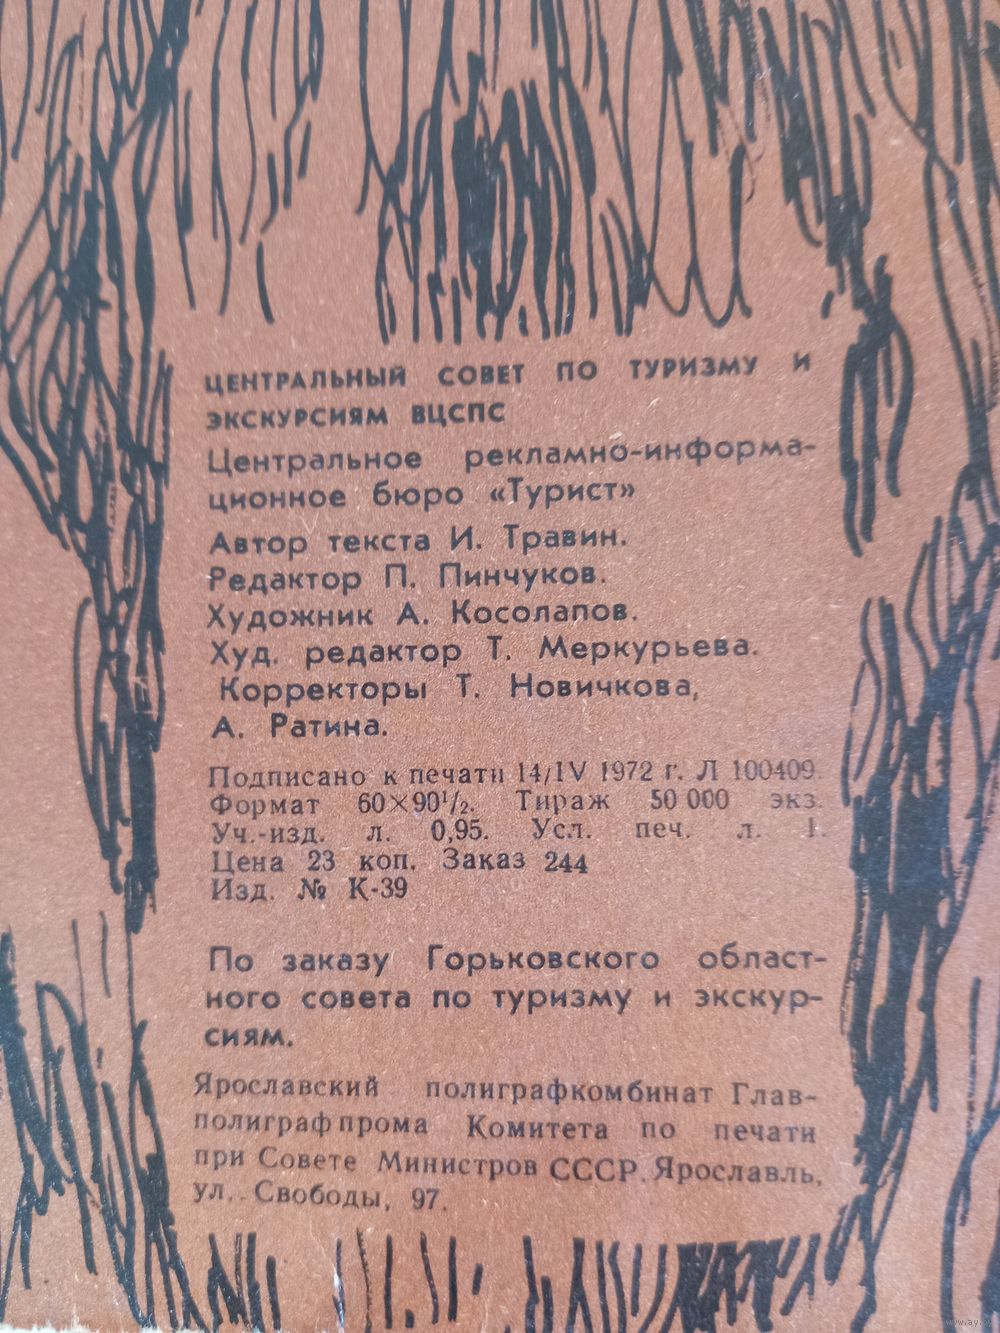 ЦЕНТРАЛЬНЫЙ СОВЕТ ПО ТУРИЗМУ И
ЭКСКУРСИЯМ ВЦСПС
Центральное рекламно-информа-
ционное бюро «Турист»
Автор текста И. Травин.
Редактор П. Пинчуков.
Художник А. Косолапов.
Худ. редактор Т. Меркурьева.
Корректоры Т. Новичкова,
А. Ратина.
Подписано к печати 14/IV 1972 г. Л 100409.
Формат 60×90¹/₂. Тираж 50 000 экз.
Уч.-изд. л. 0,95. Усл. печ. л. 1.
Цена 23 коп. Заказ 244
Изд. № К-39
По заказу Горьковского област-
ного совета по туризму и экскур-
сиям.
Ярославский полиграфкомбинат Глав-
полиграфпрома Комитета по печати
при Совете Министров СССР. Ярославль,
ул. Свободы, 97.